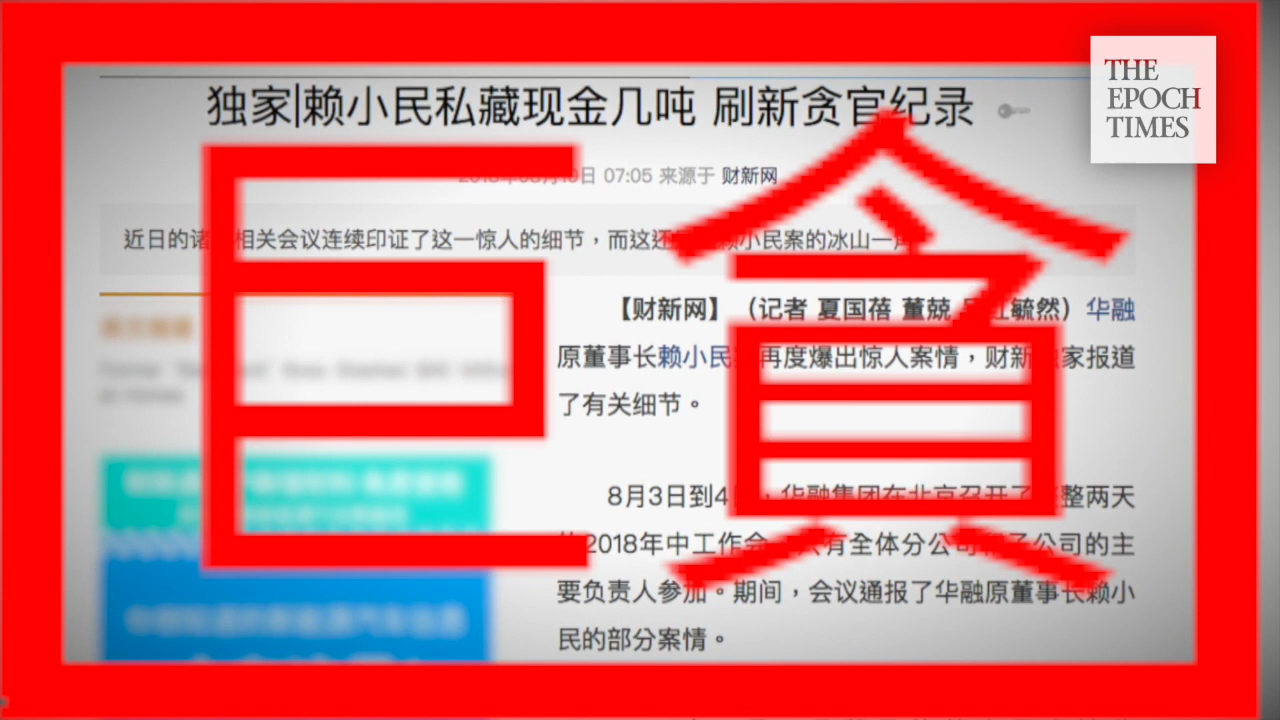 独家|赖小民私藏现金几吨 刷新贪官纪录
THE
EPOCH
TIMES
日 07:05 来源于 财新网
近日的诸 相关会议连续印证了这一惊人的细节，而这还 赖小民案的冰山一角
巨貪
【财新网】（记者 夏国蓓 董兢 毓然）华融
原董事长赖小民 再度爆出惊人案情，财新 家报道
了有关细节。
8月3日到4 ，华融集团在北京召开了 整两天
的2018年中工作会 有全体分公司和子公司的主
要负责人参加。期间，会议通报了华融原董事长赖小
民的部分案情。